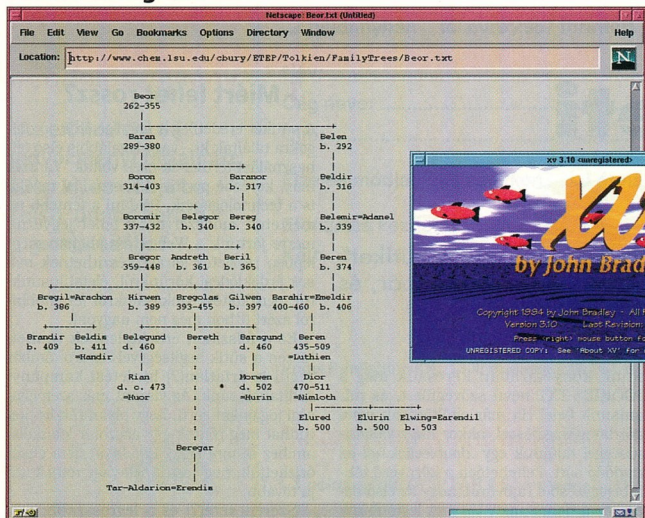 Netscape: Beor.txt (Untitled)
File Edit View Go Bookmarks Options Directory Window Help
Location: http://www.chem.lsu.edu/cbury/ETEP/Tolkien/FamilyTrees/Beor.txt
N
Beor
262-355
Baran Belen
289-380 b. 292
Boron Baranor Beldir
314-403 b. 317 b. 316
Boromir Belegor Bereg Belemir=Adanel
337-432 b. 340 b. 340 b. 339
Bregor Andreth Beril Beren
359-448 b. 361 b. 365 b. 374
Bregil=Arachon Hirwen Bregolas Gilwen Barahir=Emeldir
b. 386 b. 389 393-455 b. 397 400-460 b. 406
Brandir Beldis Belegund Bereth Baragund Beren
b. 409 b. 411 d. 460 d. 460 435-509
=Handir =Luthien
Rian Morwen Dior
d. c. 473 * d. 502 470-511
=Huor =Hurin =Nimloth
Elured Elurin Elwing=Earendil
b. 500 b. 500 b. 503
Beregar
Tar-Aldarion=Erendis
xv 3.10 <unregistered>
by John Brad
Copyright 1994 by John Bradley - All
Version 3.10 Last Revision:
Press <right> mouse button
UNREGISTERED COPY: See 'About XV' for